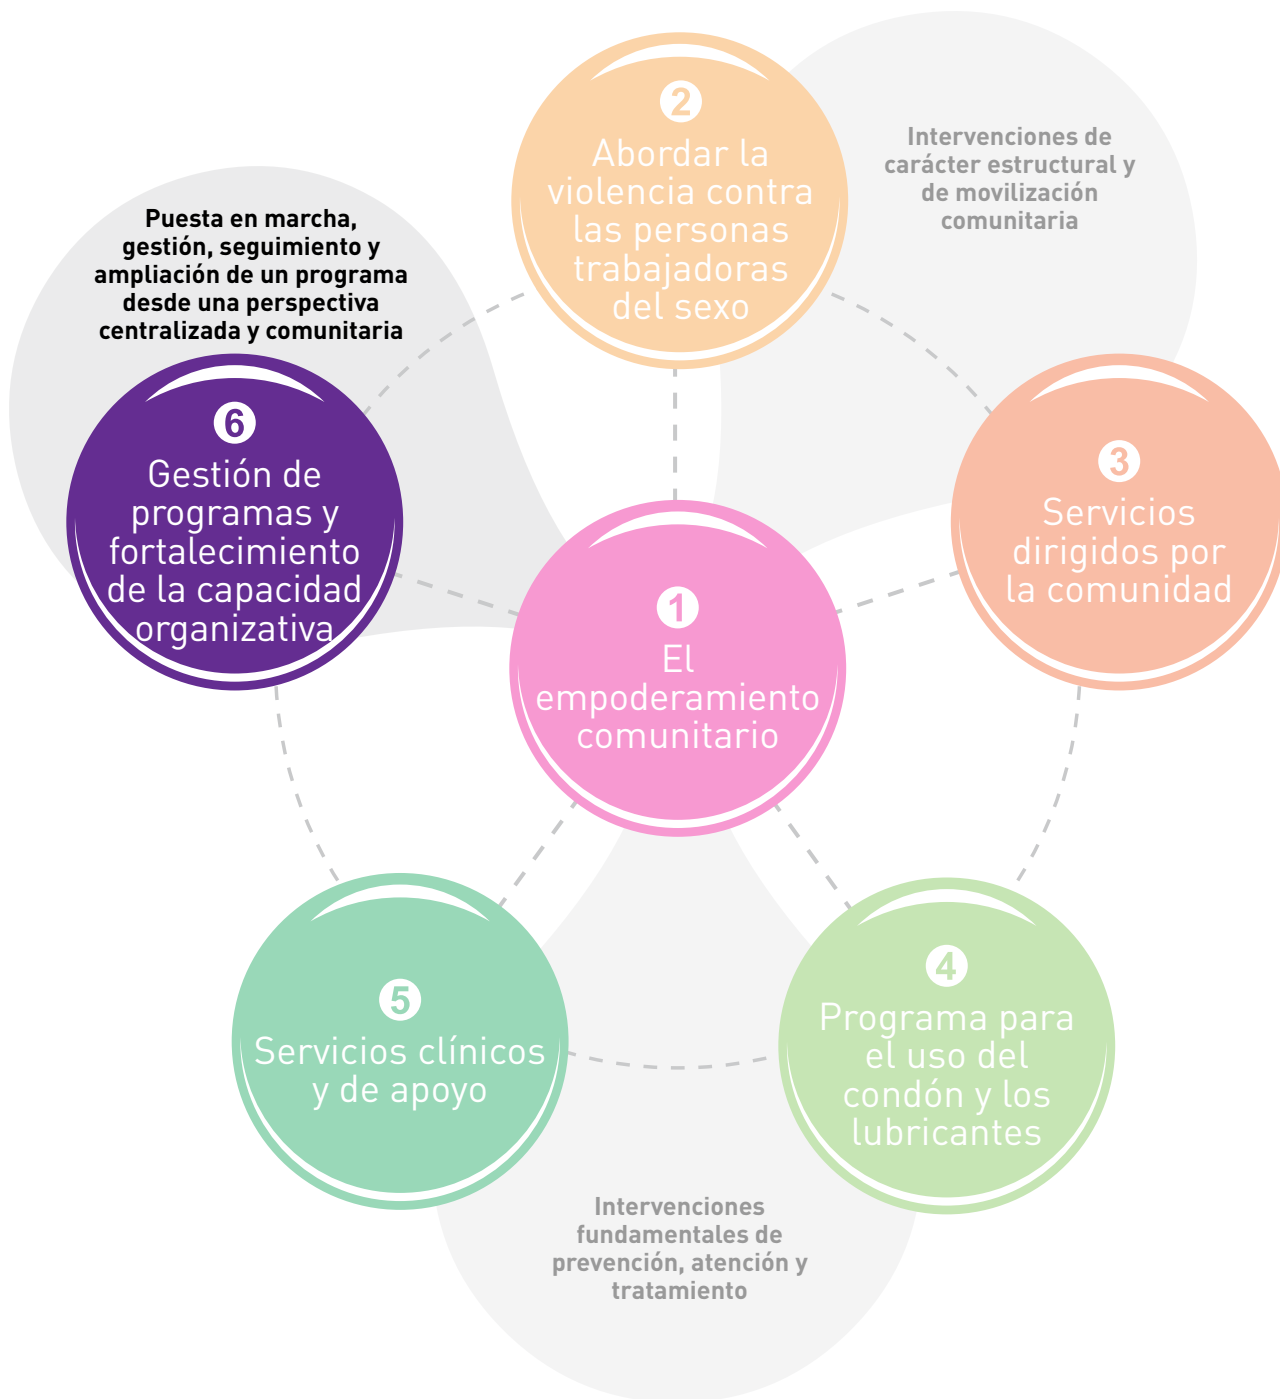 2
Abordar la
violencia contra
las personas
trabajadoras
del sexo
Intervenciones de
carácter estructural y
de movilización
comunitaria
Puesta en marcha,
gestión, seguimiento y
ampliación de un programa
desde una perspectiva
centralizada y comunitaria
6
Gestión de
programas y
fortalecimiento
de la capacidad
organizativa
3
Servicios
dirigidos por
la comunidad
1
El
empoderamiento
comunitario
5
Servicios clínicos
y de apoyo
4
Programa para
el uso del
condón y los
lubricantes
Intervenciones
fundamentales de
prevención, atención y
tratamiento